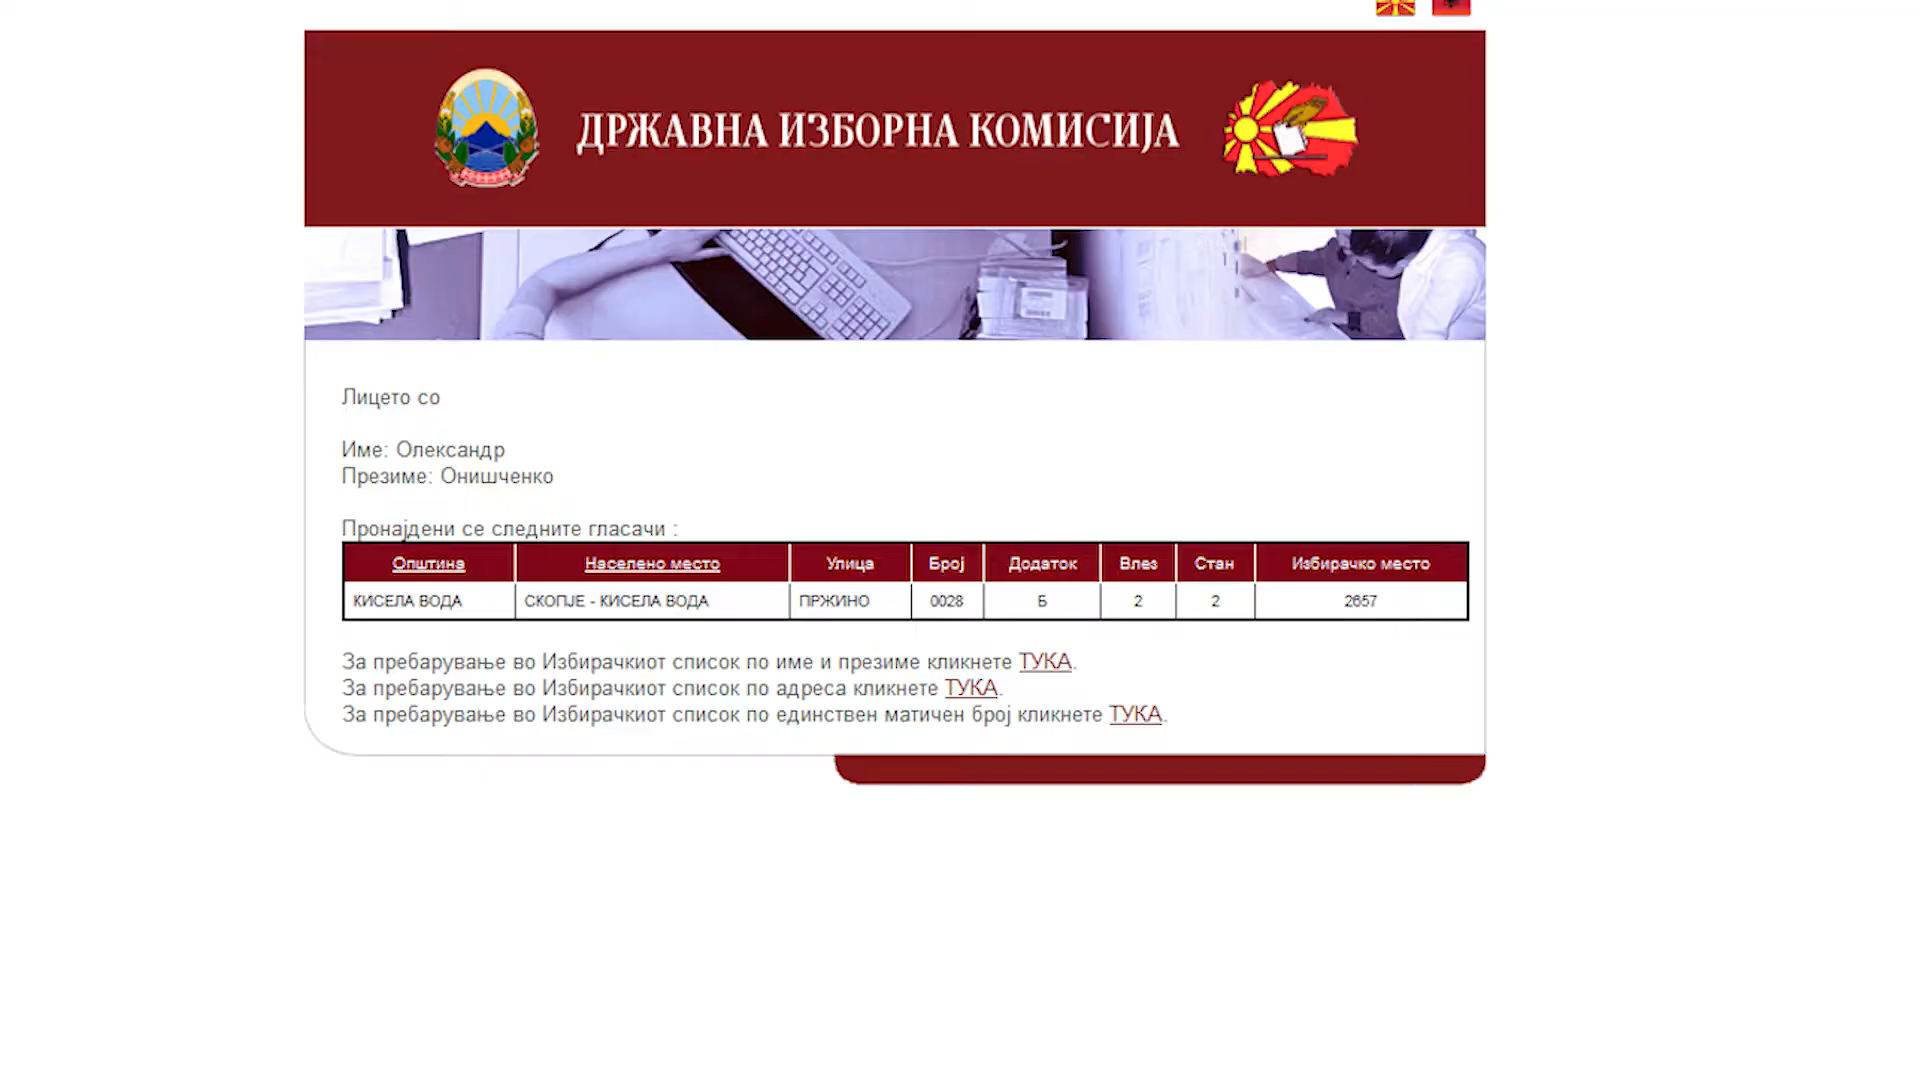 ДРЖАВНА ИЗБОРНА КОМИСИЈА
Лицето со
Име: Олександр
Презиме: Онишченко
Пронајдени се следните гласачи :
Општина Населено место Улица Број Додаток Влез Стан Избирачко место
КИСЕЛА ВОДА СКОПЈЕ - КИСЕЛА ВОДА ПРЖИНО 0028 Б 2 2 2657
За пребарување во Избирачкиот список по име и презиме кликнете ТУКА.
За пребарување во Избирачкиот список по адреса кликнете ТУКА.
За пребарување во Избирачкиот список по единствен матичен број кликнете ТУКА.